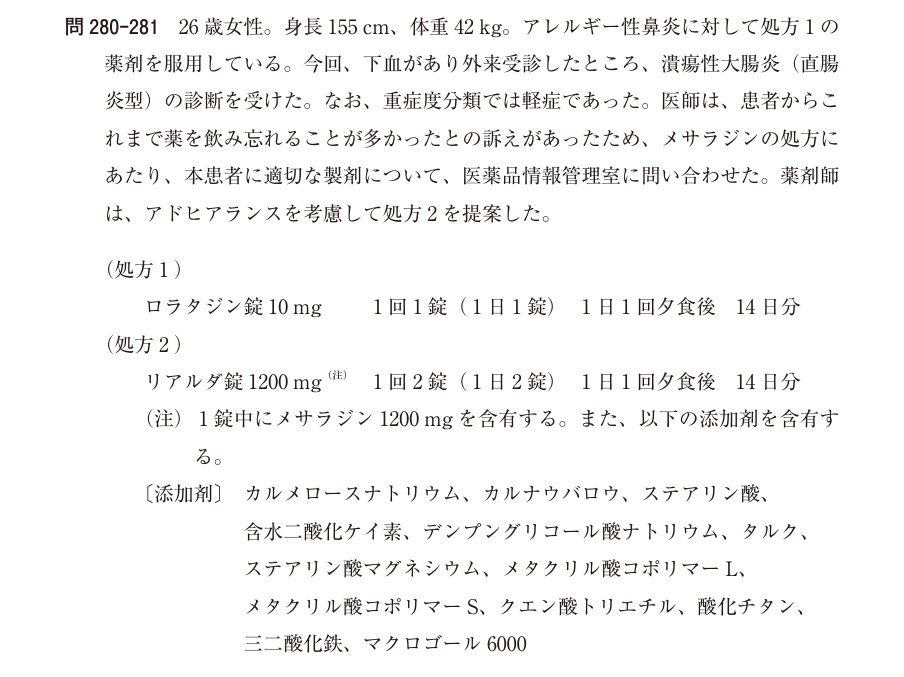 問 280-281 26 歳女性。身長 155 cm、体重 42 kg。アレルギー性鼻炎に対して処方1の
薬剤を服用している。今回、下血があり外来受診したところ、潰瘍性大腸炎（直腸
炎型）の診断を受けた。なお、重症度分類では軽症であった。医師は、患者からこ
れまで薬を飲み忘れることが多かったとの訴えがあったため、メサラジンの処方に
あたり、本患者に適切な製剤について、医薬品情報管理室に問い合わせた。薬剤師
は、アドヒアランスを考慮して処方2を提案した。
（処方1）
ロラタジン錠 10 mg 1回1錠（1日1錠） 1日1回夕食後 14日分
（処方2）
リアルダ錠 1200 mg（注） 1回2錠（1日2錠） 1日1回夕食後 14日分
（注） 1錠中にメサラジン 1200 mg を含有する。また、以下の添加剤を含有す
る。
〔添加剤〕 カルメロースナトリウム、カルナウバロウ、ステアリン酸、
含水二酸化ケイ素、デンプングリコール酸ナトリウム、タルク、
ステアリン酸マグネシウム、メタクリル酸コポリマー L、
メタクリル酸コポリマー S、クエン酸トリエチル、酸化チタン、
三二酸化鉄、マクロゴール 6000